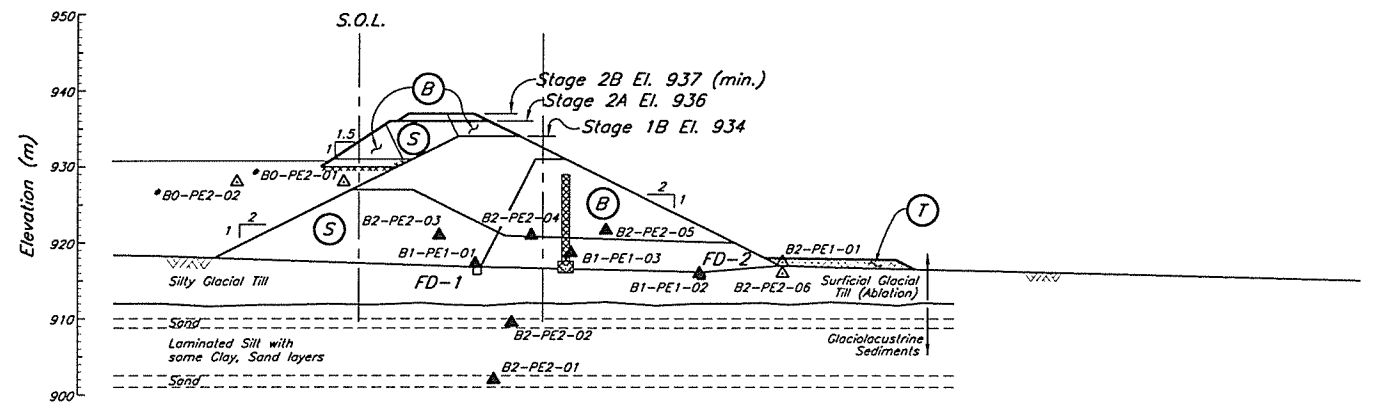 950
940
930
920
910
900
Elevation (m)
S.O.L.
B
Stage 2B El. 937 (min.)
Stage 2A El. 936
Stage 1B El. 934
S
1.5
1
*B0-PE2-01
*B0-PE2-02
2
1
S
B2-PE2-03
B2-PE2-04
B
B2-PE2-05
2
1
T
B1-PE1-01
B1-PE1-03
FD-2
B2-PE1-01
FD-1
B1-PE1-02
B2-PE2-06
Silty Glacial Till
Surficial Glacial
Till (Ablation)
Sand
B2-PE2-02
Laminated Silt with
some Clay, Sand layers
Glaciolacustrine
Sediments
B2-PE2-01
Sand